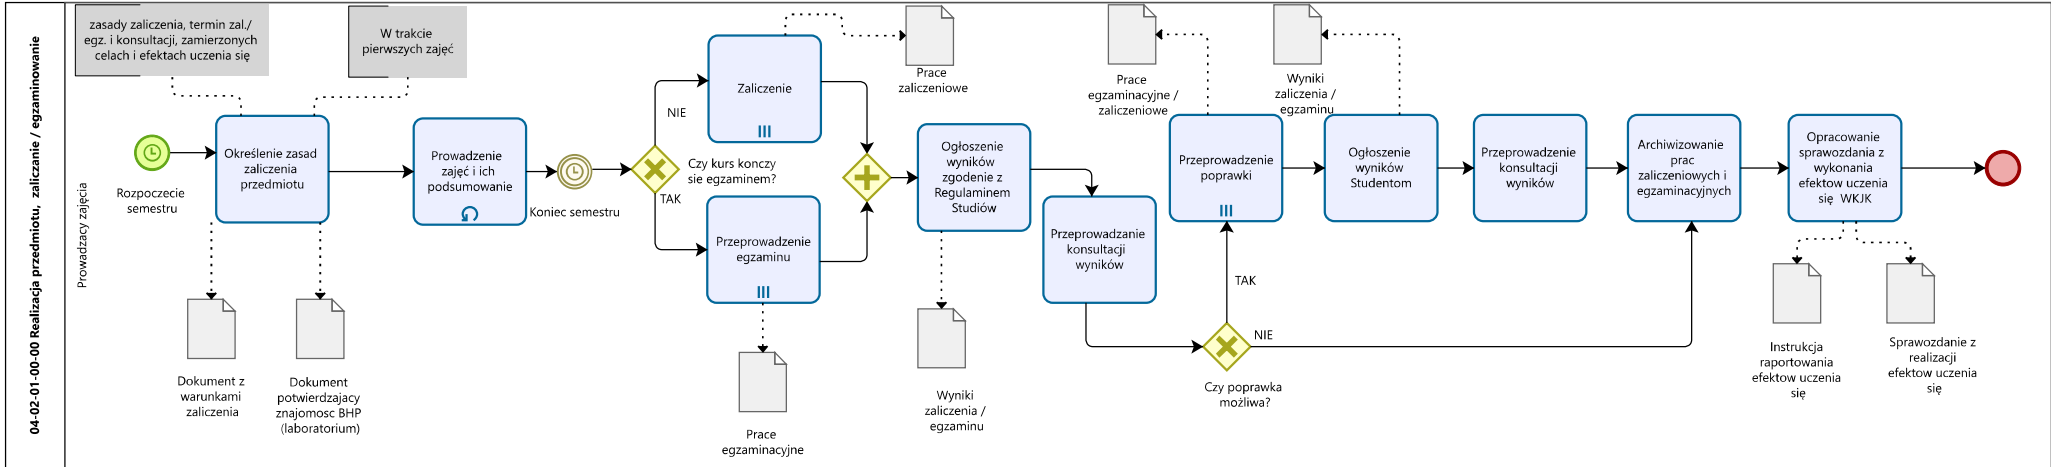 04-02-01-00-00 Realizacja przedmiotu,  zaliczanie / egzaminowanie
Prowadzacy zajęcia
zasady zaliczenia, termin zal./
egz. i konsultacji, zamierzonych
celach i efektach uczenia się
W trakcie
pierwszych zajęć
Rozpoczecie
semestru
Określenie zasad
zaliczenia
przedmiotu
Dokument z
warunkami
zaliczenia
Dokument
potwierdzajacy
znajomosc BHP
(laboratorium)
Prowadzenie
zajęć i ich
podsumowanie
Koniec semestru
NIE
Czy kurs konczy
sie egzaminem?
TAK
Zaliczenie
Prace
zaliczeniowe
Przeprowadzenie
egzaminu
Prace
egzaminacyjne
Ogłoszenie
wyników
zgodenie z
Regulaminem
Studiów
Wyniki
zaliczenia /
egzaminu
Przeprowadzanie
konsultacji
wyników
Czy poprawka
możliwa?
TAK
NIE
Prace
egzaminacyjne /
zaliczeniowe
Przeprowadzenie
poprawki
Wyniki
zaliczenia /
egzaminu
Ogłoszenie
wyników
Studentom
Przeprowadzenie
konsultacji
wyników
Archiwizowanie
prac
zaliczeniowych i
egzaminacyjnych
Opracowanie
sprawozdania z
wykonania
efektow uczenia
się  WKJK
Instrukcja
raportowania
efektow uczenia
się
Sprawozdanie z
realizacji
efektow uczenia
się